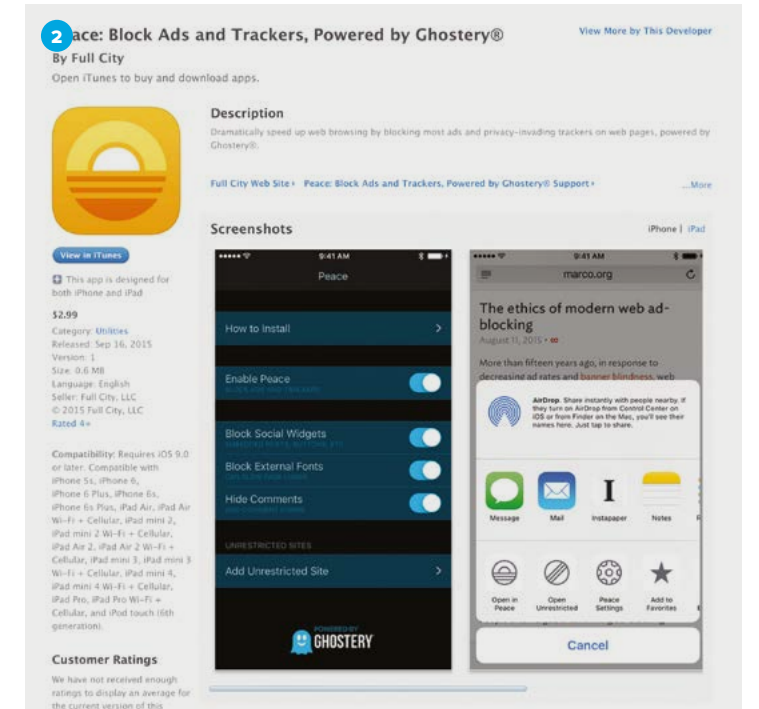 2
ace: Block Ads and Trackers, Powered by Ghostery®
View More by This Developer
By Full City
Open iTunes to buy and download apps.
Description
Dramatically speed up web browsing by blocking most ads and privacy-invading trackers on web pages, powered by
Ghostery®.
Full City Web Site
Peace: Block Ads and Trackers, Powered by Ghostery® Support
...More
Screenshots
iPhone | iPad
View in iTunes
This app is designed for
both iPhone and iPad
$2.99
Category: Utilities
Released: Sep 16, 2015
Version: 1
Size: 0.6 MB
Language: English
Seller: Full City, LLC
© 2015 Full City, LLC
Rated 4+
Compatibility: Requires iOS 9.0
or later. Compatible with
iPhone 5s, iPhone 6,
iPhone 6 Plus, iPhone 6s,
iPhone 6s Plus, iPad Air, iPad Air
Wi-Fi + Cellular, iPad mini 2,
iPad mini 2 Wi-Fi + Cellular,
iPad Air 2, iPad Air 2 Wi-Fi +
Cellular, iPad mini 3, iPad mini 3
Wi-Fi + Cellular, iPad mini 4,
iPad mini 4 Wi-Fi + Cellular,
iPad Pro, iPad Pro Wi-Fi +
Cellular, and iPod touch (6th
generation).
Customer Ratings
We have not received enough
ratings to display an average for
the current version of this
9:41 AM
Peace
How to Install
Enable Peace
Block Social Widgets
Block External Fonts
Hide Comments
UNRESTRICTED SITES
Add Unrestricted Site
POWERED BY
GHOSTERY
9:41 AM
marco.org
The ethics of modern web ad-
blocking
August 11, 2015 • ∞
More than fifteen years ago, in response to
decreasing ad rates and banner blindness, web
AirDrop. Share instantly with people nearby. If
they turn on AirDrop from Control Center on
iOS or from Finder on the Mac, you'll see their
names here. Just tap to share.
Message
Mail
Instapaper
Notes
Open in
Peace
Open
Unrestricted
Peace
Settings
Add to
Favorites
Cancel